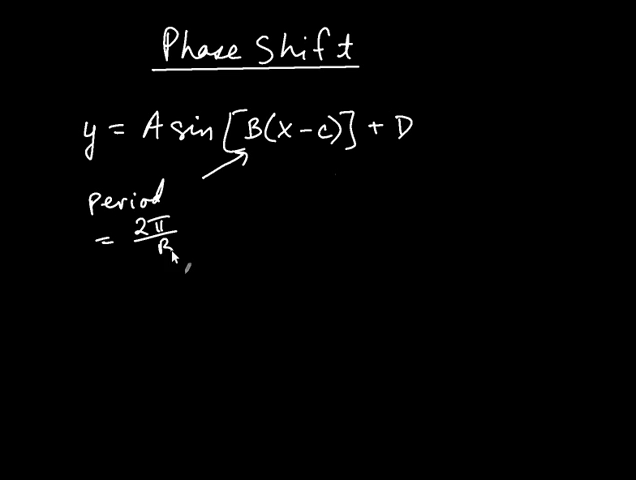 Phase Shift
y = A sin [B(x - c)] + D
period
= 2π/B